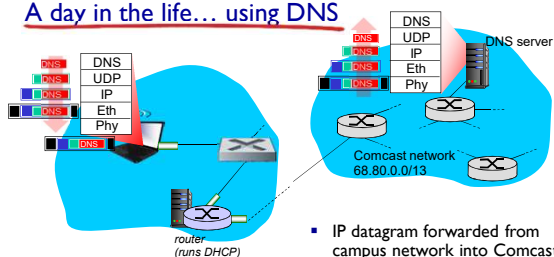 A day in the life… using DNS
DNS
DNS
DNS
DNS
DNS
DNS
UDP
IP
Eth
Phy
router
(runs DHCP)
DNS
DNS
DNS
DNS
DNS
UDP
IP
Eth
Phy
DNS server
Comcast network
68.80.0.0/13
▪ IP datagram forwarded from
campus network into Comcast